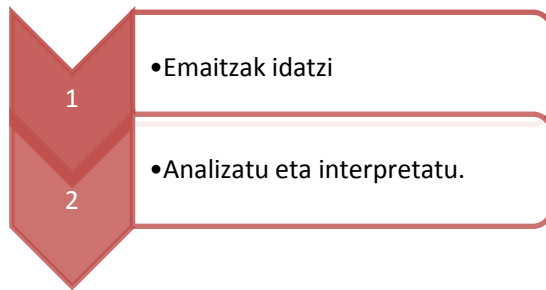 1
•Emaitzak idatzi
2
•Analizatu eta interpretatu.